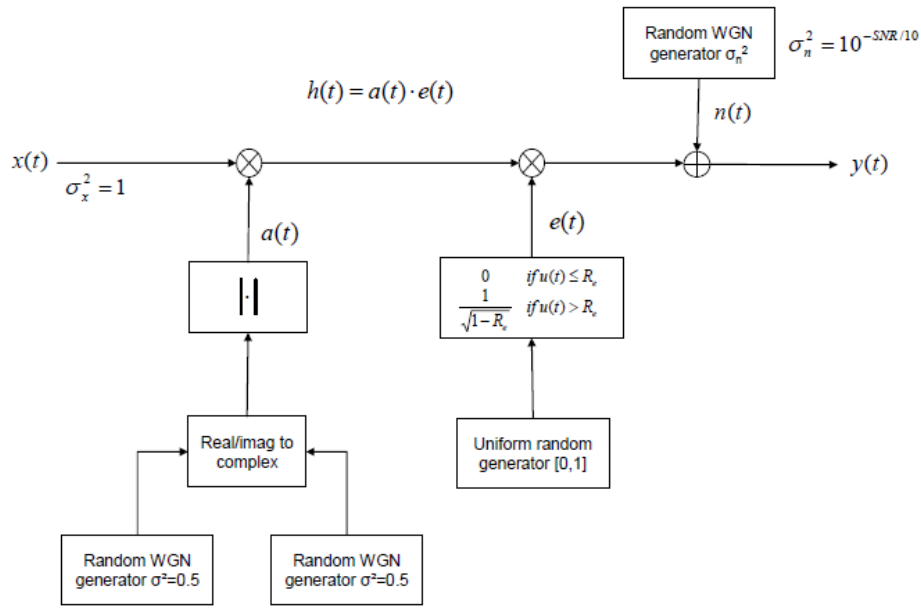 Random WGN
generator σₙ²
σₙ² = 10^(-SNR/10)
h(t) = a(t)·e(t)
n(t)
x(t)
y(t)
σₓ² = 1
a(t)
e(t)
|·|
0 if u(t) ≤ Rₑ
1/√(1−Rₑ) if u(t) > Rₑ
Real/imag to
complex
Uniform random
generator [0,1]
Random WGN
generator σ²=0.5
Random WGN
generator σ²=0.5